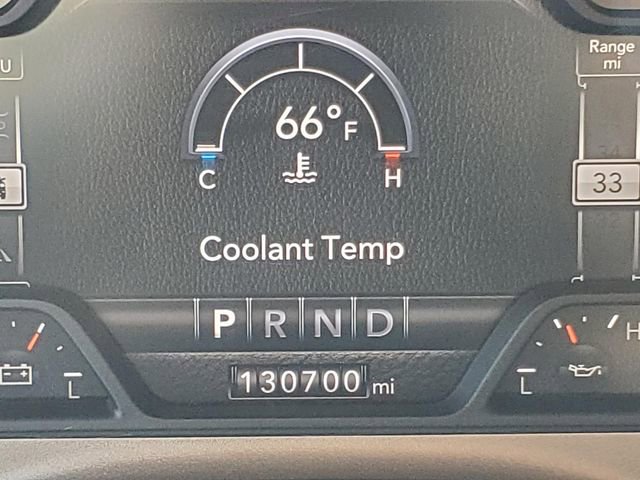 U
Range
mi
66°F
C H
33
Coolant Temp
P R N D
130700 mi
L
L
H